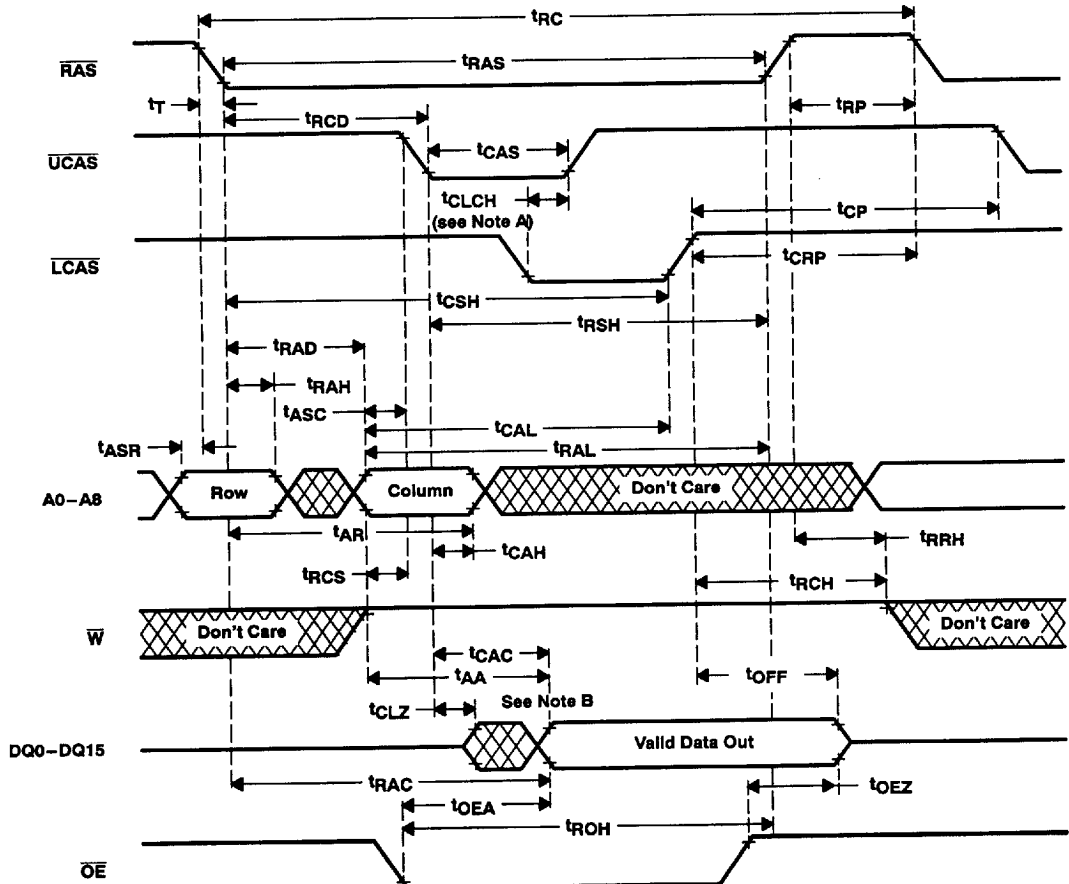 tRC
RAS
tRAS
tT
tRCD
tRP
UCAS
tCAS
tCLCH
(see Note A)
tCP
LCAS
tCRP
tCSH
tRSH
tRAD
tRAH
tASC
tCAL
tASR
tRAL
A0–A8
Row
Column
Don't Care
tAR
tCAH
tRRH
tRCS
tRCH
W
Don't Care
Don't Care
tCAC
tAA
tOFF
tCLZ
See Note B
DQ0–DQ15
Valid Data Out
tRAC
tOEZ
tOEA
tROH
OE